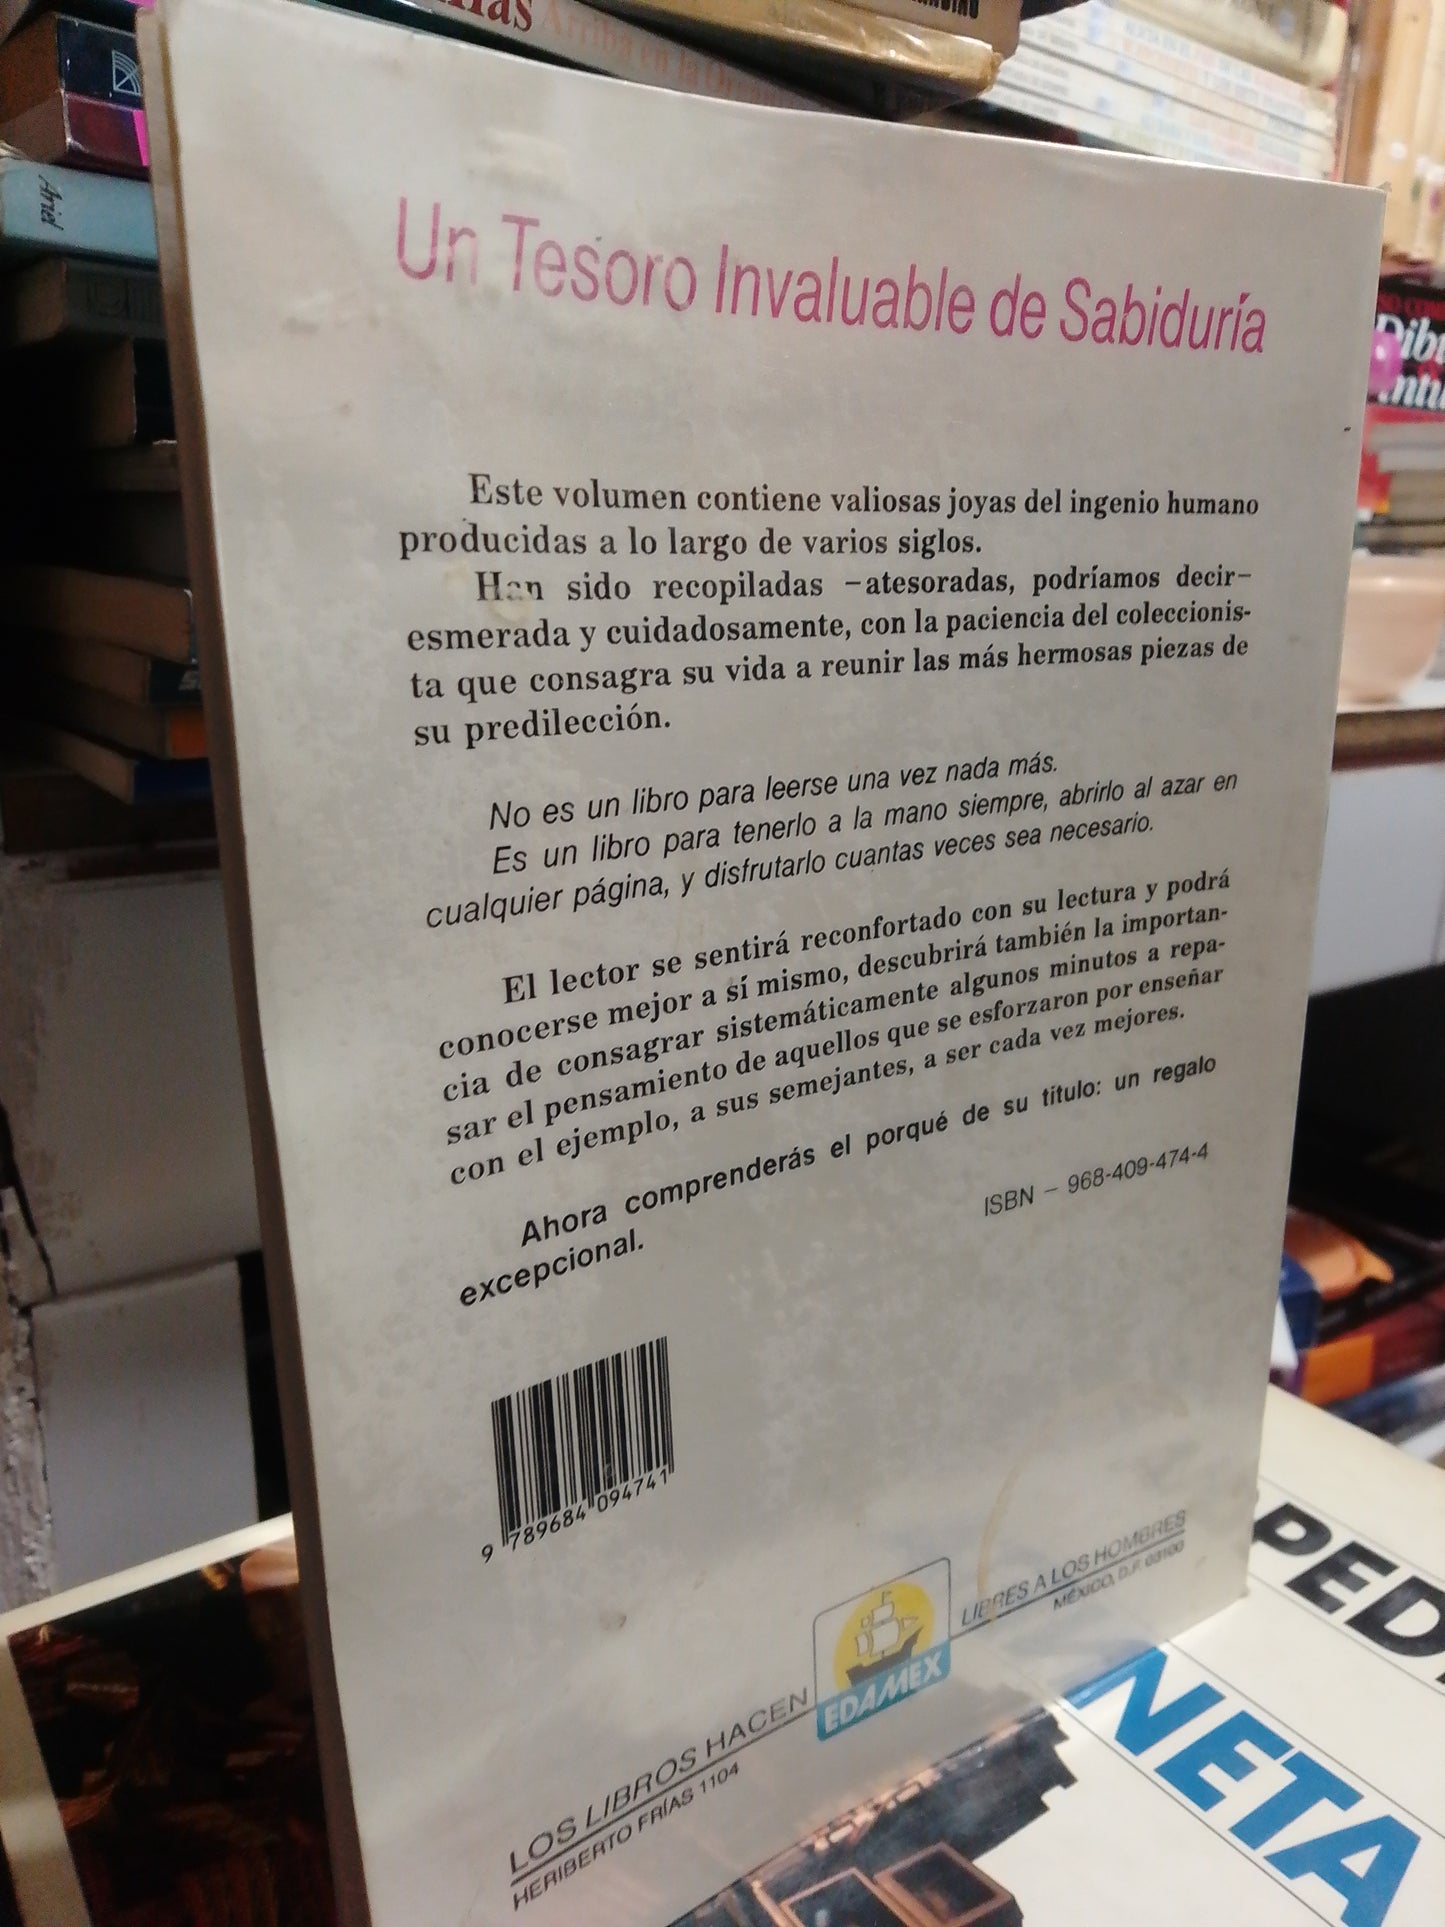 Arriba en la
Ariel
Un Tesoro Invaluable de Sabiduría
Este volumen contiene valiosas joyas del ingenio humano
producidas a lo largo de varios siglos.
Han sido recopiladas –atesoradas, podríamos decir–
esmerada y cuidadosamente, con la paciencia del coleccionis-
ta que consagra su vida a reunir las más hermosas piezas de
su predilección.
No es un libro para leerse una vez nada más.
Es un libro para tenerlo a la mano siempre, abrirlo al azar en
cualquier página, y disfrutarlo cuantas veces sea necesario.
El lector se sentirá reconfortado con su lectura y podrá
conocerse mejor a sí mismo, descubrirá también la importan-
cia de consagrar sistemáticamente algunos minutos a repa-
sar el pensamiento de aquellos que se esforzaron por enseñar
con el ejemplo, a sus semejantes, a ser cada vez mejores.
Ahora comprenderás el porqué de su título: un regalo
excepcional.
ISBN – 968-409-474-4
9 789684 094741
LOS LIBROS HACEN LIBRES A LOS HOMBRES
HERIBERTO FRÍAS 1104 MÉXICO, D.F. 03100
EDAMEX
PED
NETA